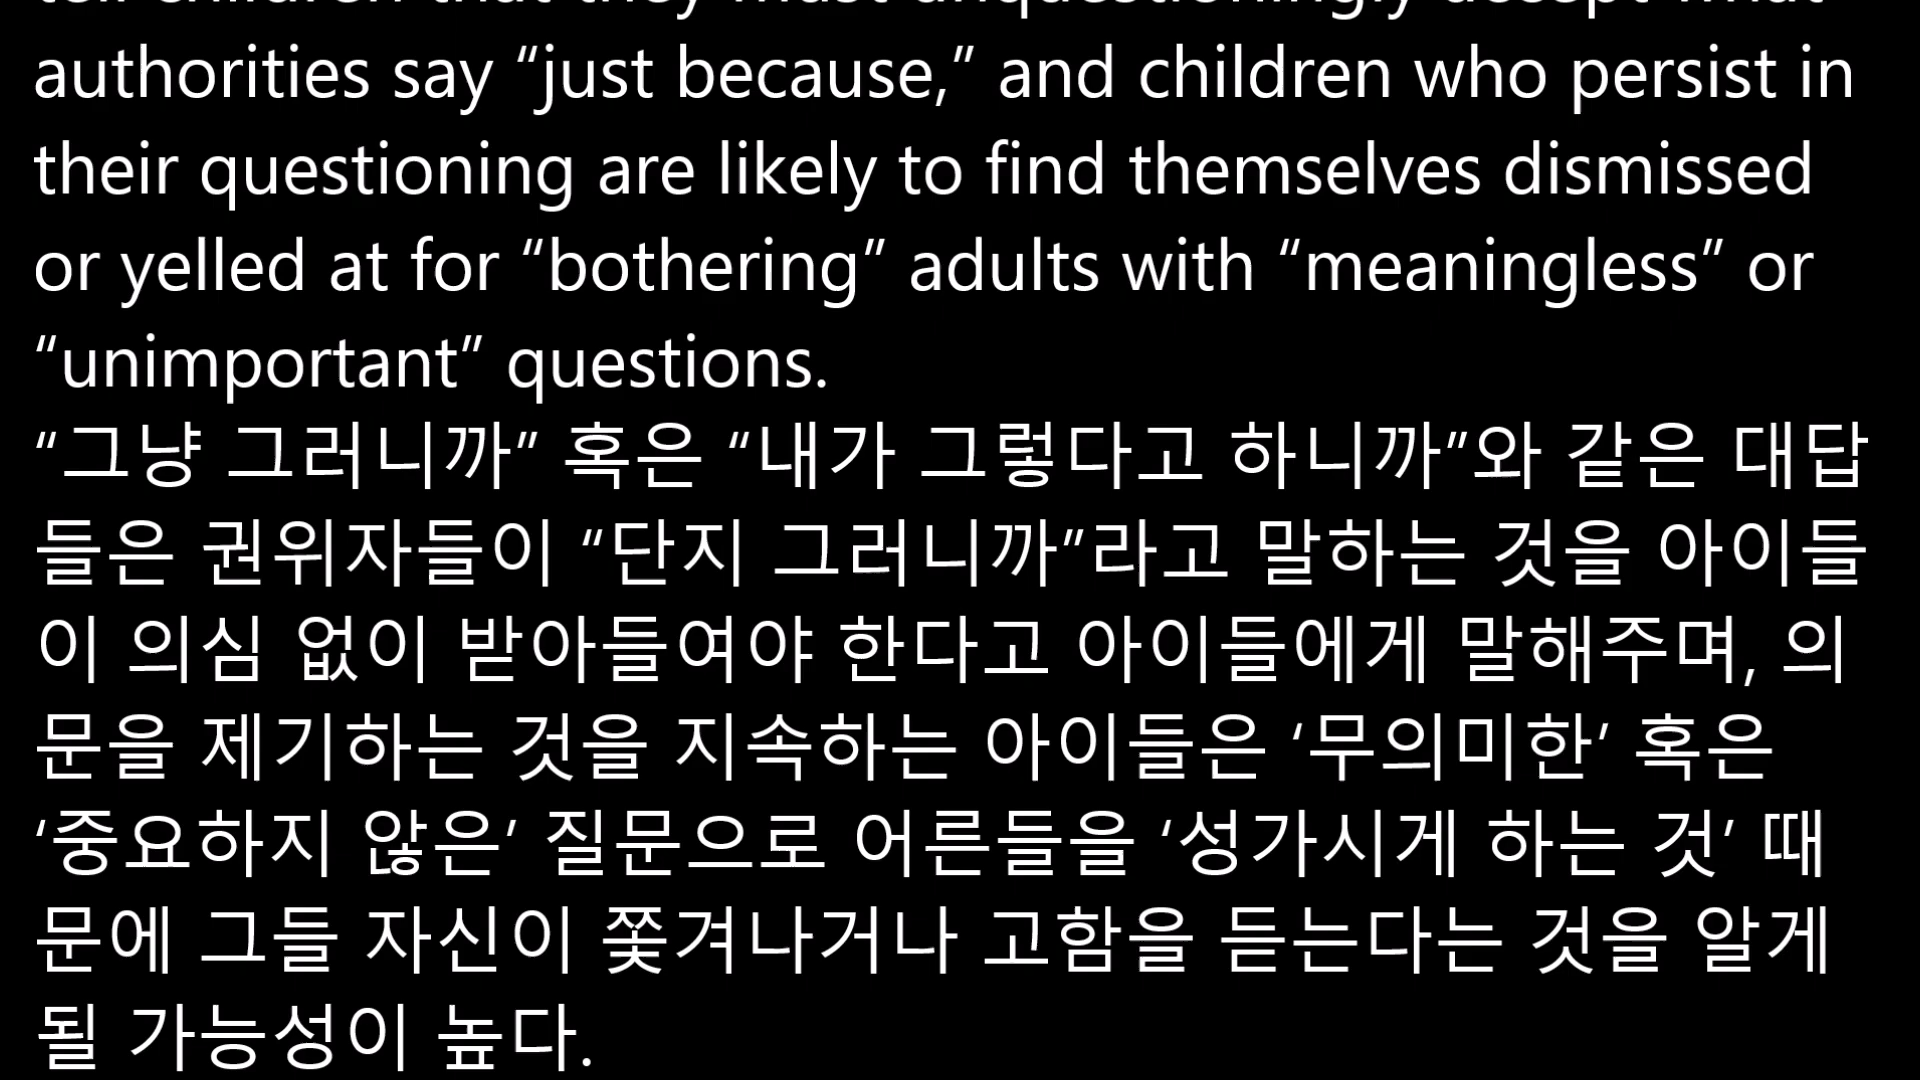 tell children that they must unquestioningly accept what
authorities say “just because,” and children who persist in
their questioning are likely to find themselves dismissed
or yelled at for “bothering” adults with “meaningless” or
“unimportant” questions.
“그냥 그러니까” 혹은 “내가 그렇다고 하니까”와 같은 대답
들은 권위자들이 “단지 그러니까”라고 말하는 것을 아이들
이 의심 없이 받아들여야 한다고 아이들에게 말해주며, 의
문을 제기하는 것을 지속하는 아이들은 ‘무의미한’ 혹은
‘중요하지 않은’ 질문으로 어른들을 ‘성가시게 하는 것’ 때
문에 그들 자신이 쫓겨나거나 고함을 듣는다는 것을 알게
될 가능성이 높다.